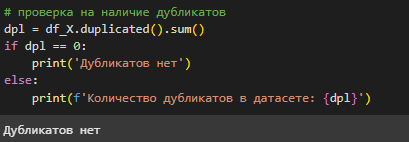 # проверка на наличие дубликатов
dpl = df_X.duplicated().sum()
if dpl == 0:
    print('Дубликатов нет')
else:
    print(f'Количество дубликатов в датасете: {dpl}')
Дубликатов нет